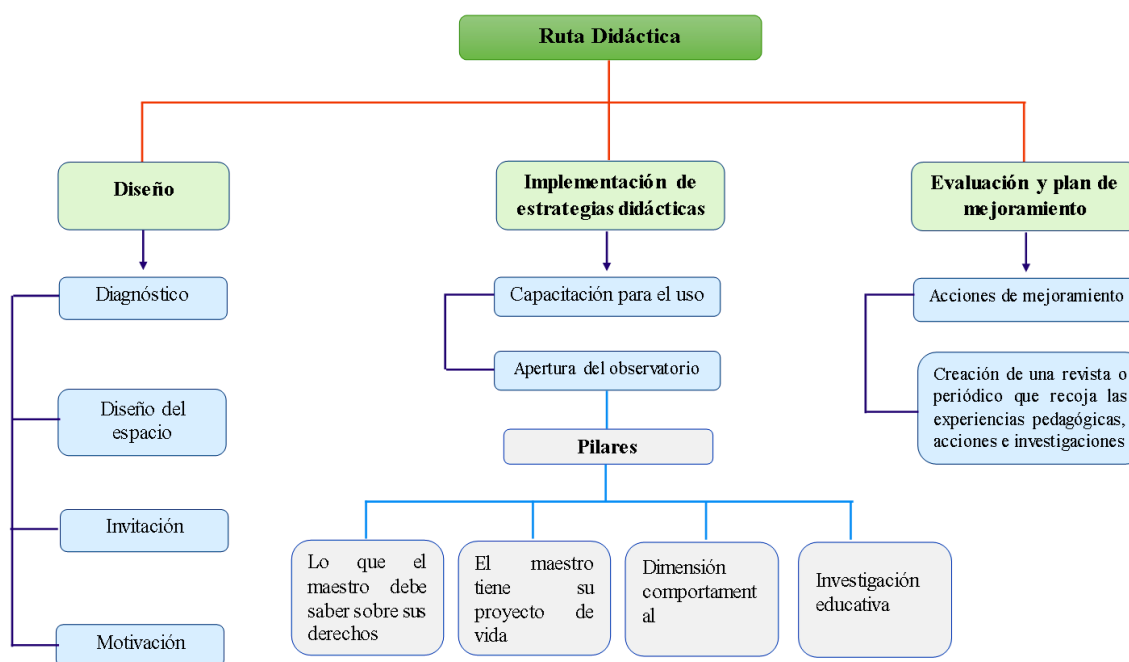 Ruta Didáctica
Diseño
Diagnóstico
Diseño del
espacio
Invitación
Motivación
Implementación de
estrategias didácticas
Capacitación para el uso
Apertura del observatorio
Pilares
Lo que el
maestro debe
saber sobre sus
derechos
El maestro
tiene su
proyecto de
vida
Dimensión
comportament
al
Investigación
educativa
Evaluación y plan de
mejoramiento
Acciones de mejoramiento
Creación de una revista o
periódico que recoja las
experiencias pedagógicas,
acciones e investigaciones